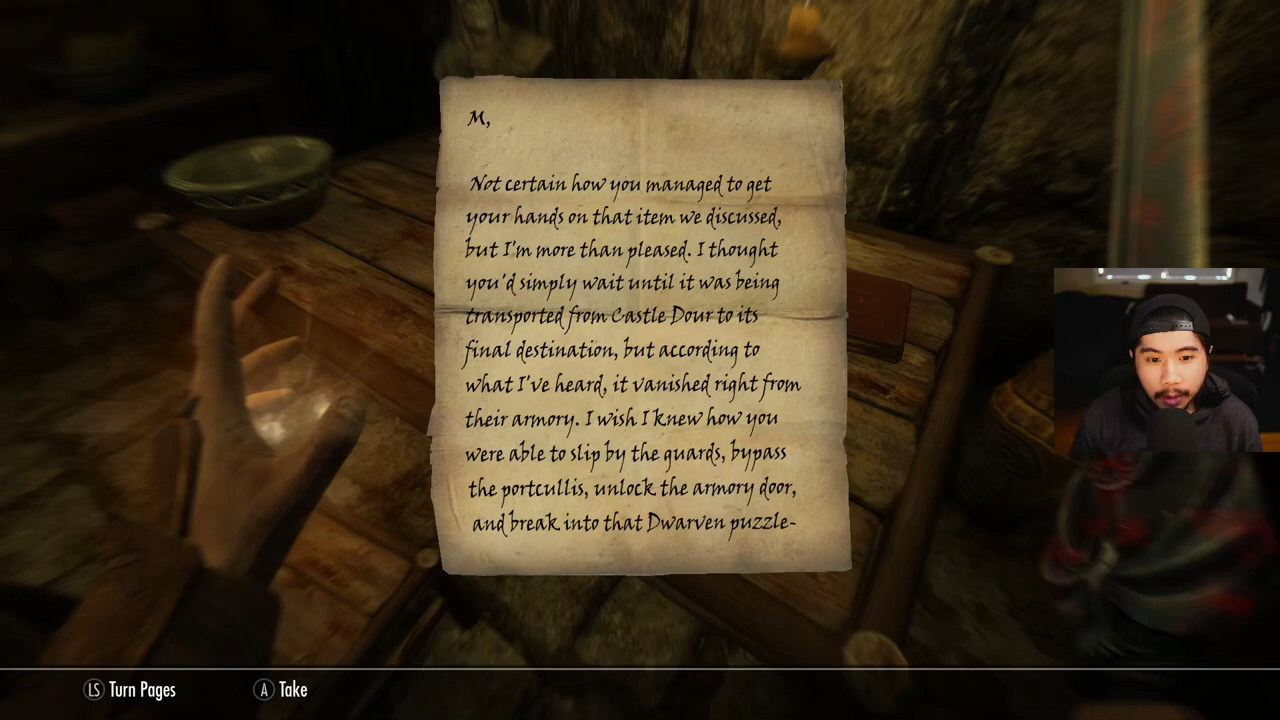 M,
Not certain how you managed to get
your hands on that item we discussed,
but I'm more than pleased. I thought
you'd simply wait until it was being
transported from Castle Dour to its
final destination, but according to
what I've heard, it vanished right from
their armory. I wish I knew how you
were able to slip by the guards, bypass
the portcullis, unlock the armory door,
and break into that Dwarven puzzle-
LS Turn Pages
A Take